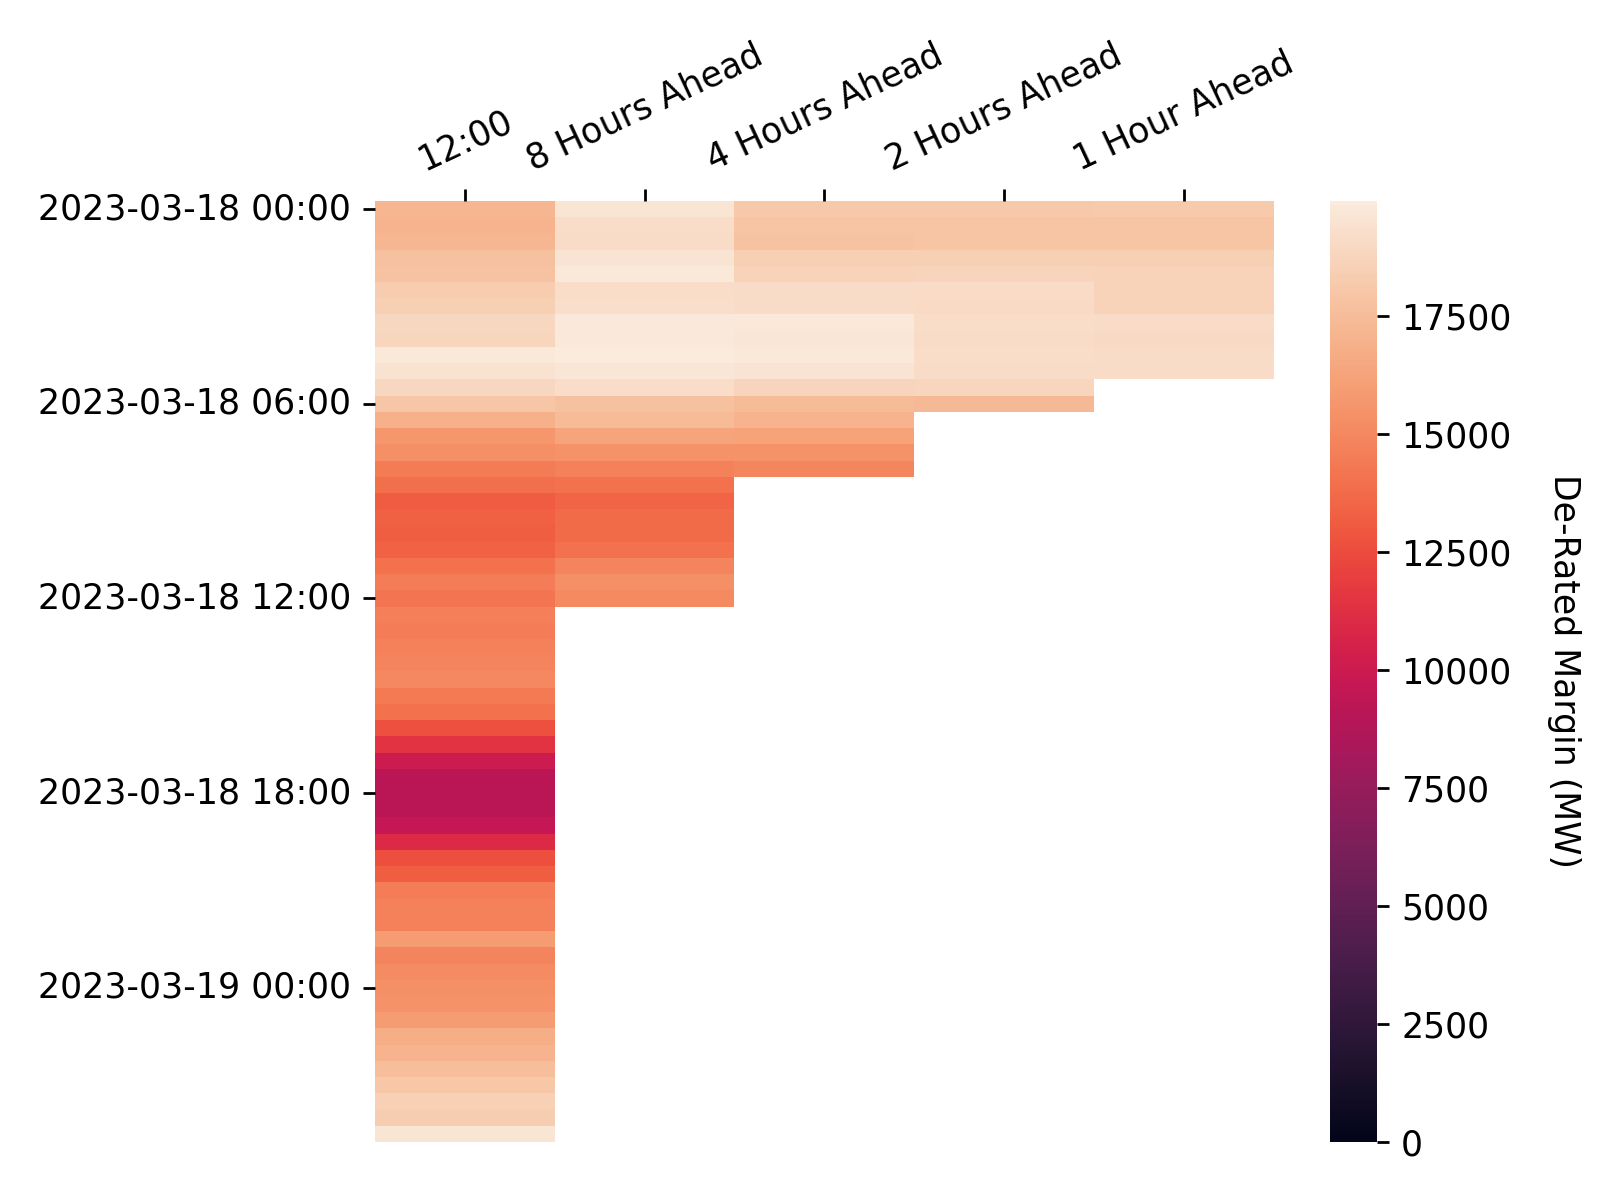 12:00
8 Hours Ahead
4 Hours Ahead
2 Hours Ahead
1 Hour Ahead
2023-03-18 00:00
2023-03-18 06:00
2023-03-18 12:00
2023-03-18 18:00
2023-03-19 00:00
17500
15000
12500
10000
7500
5000
2500
0
De-Rated Margin (MW)